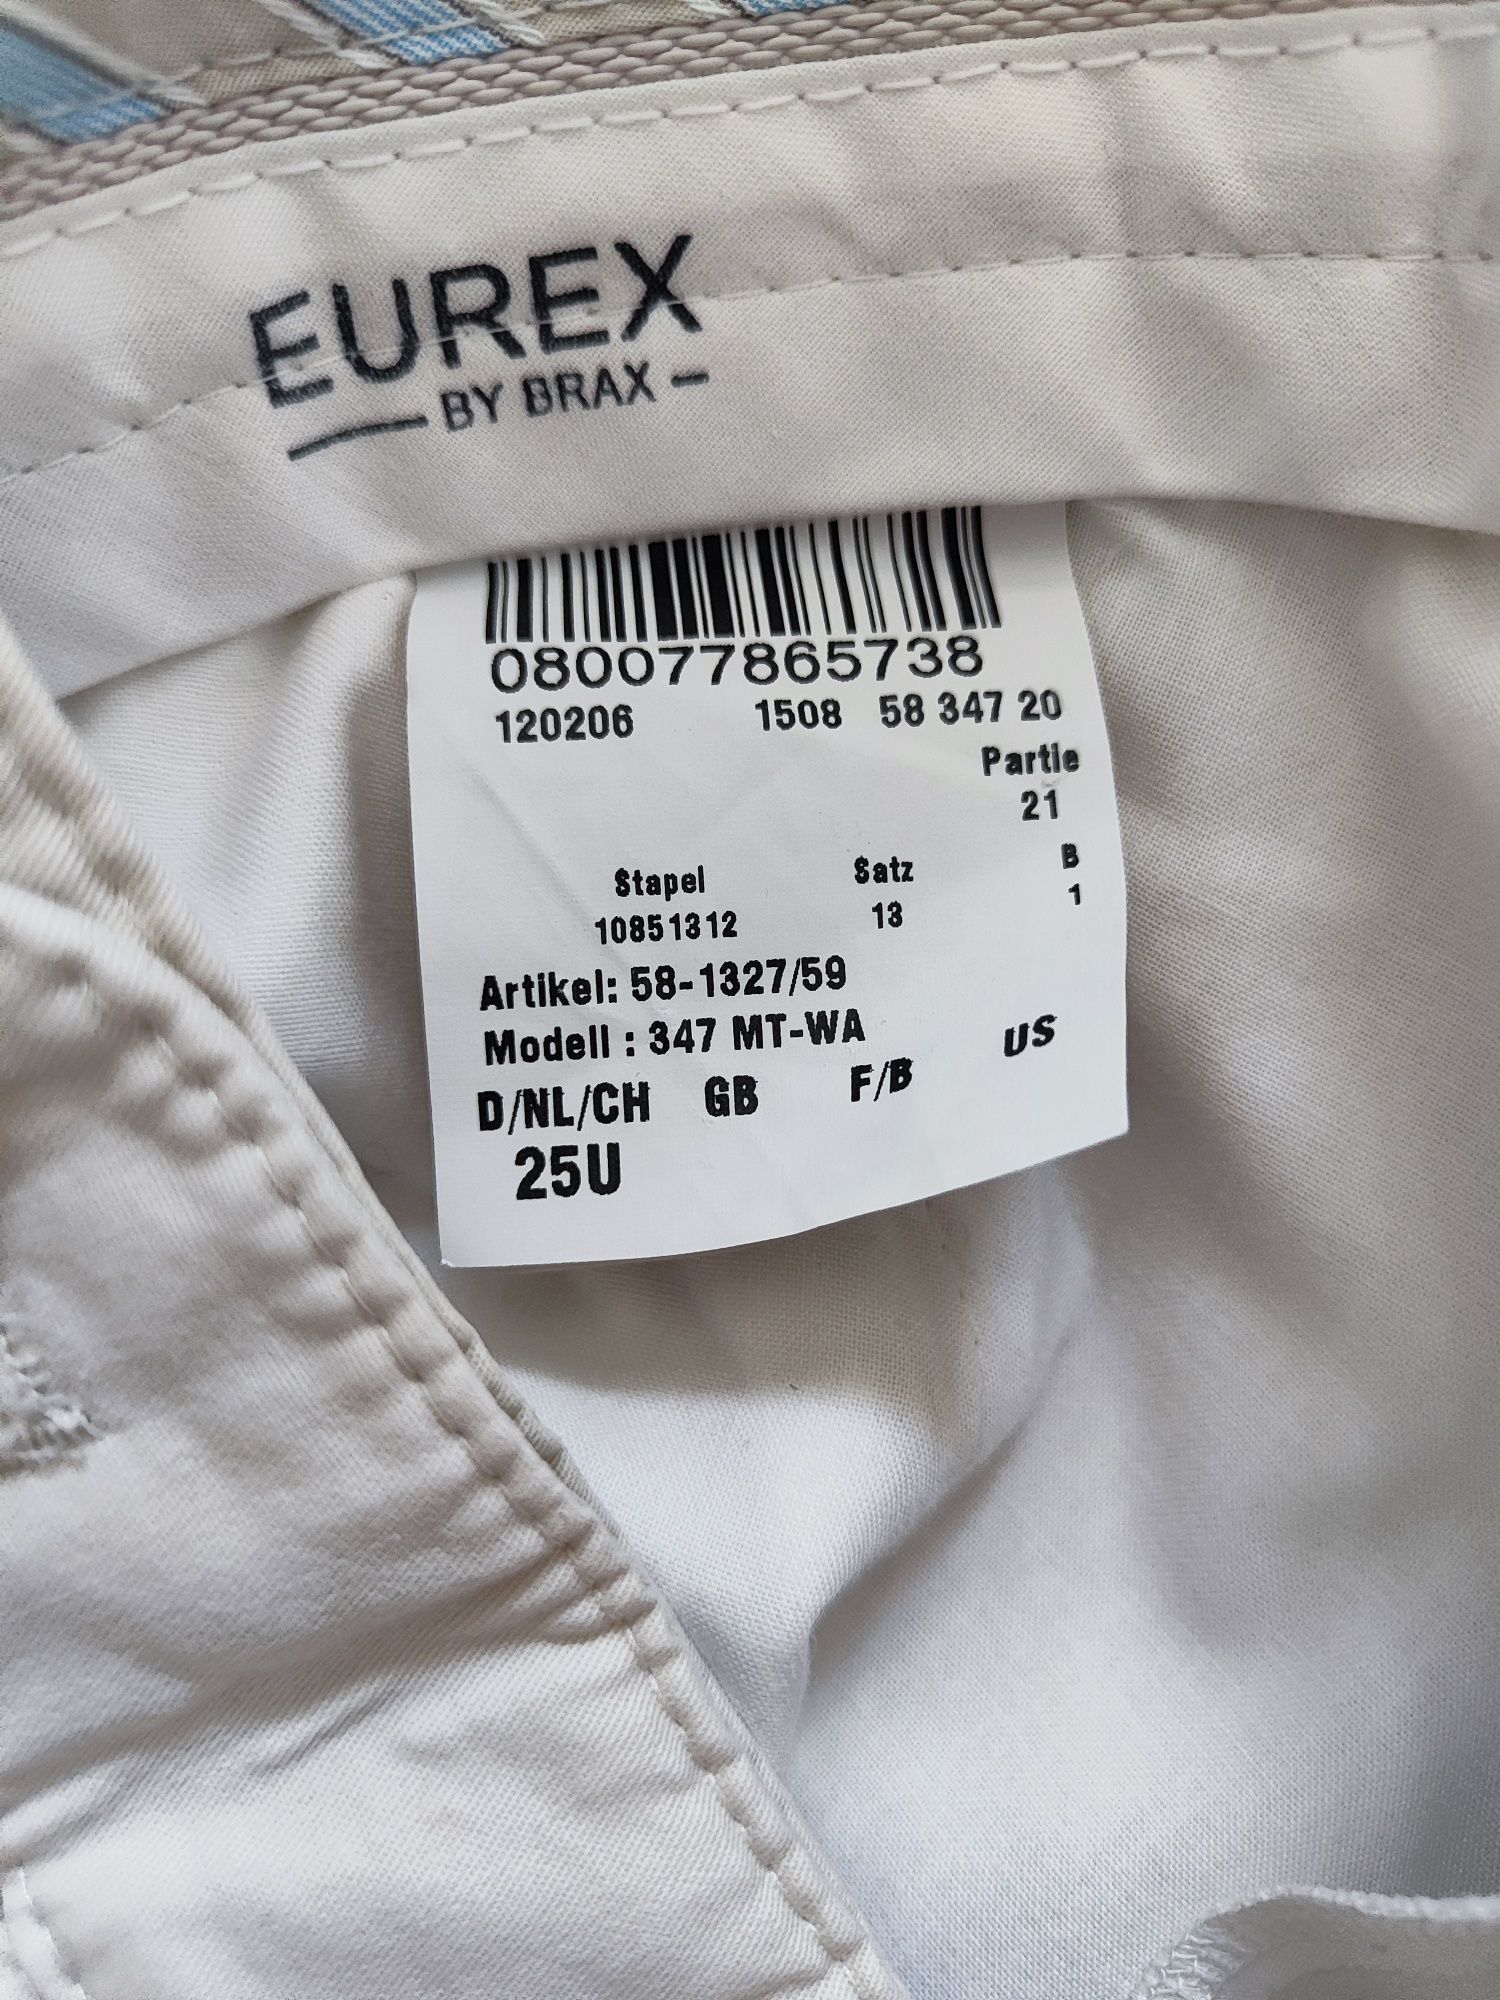 EUREX
BY BRAX
080077865738
120206 1508 58 347 20
Partie
21
Stapel Satz B
10851312 13 1
Artikel: 58-1327/59
Modell : 347 MT-WA
D/NL/CH GB F/B US
25U